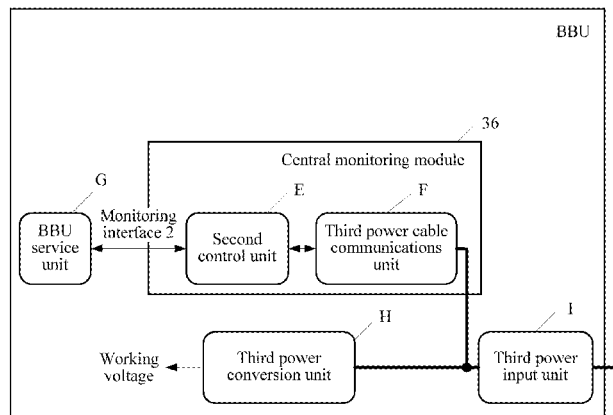 BBU
36
Central monitoring module
G
E
F
BBU
service
unit
Monitoring
interface 2
Second
control unit
Third power cable
communications
unit
H
I
Working
voltage
Third power
conversion unit
Third power
input unit